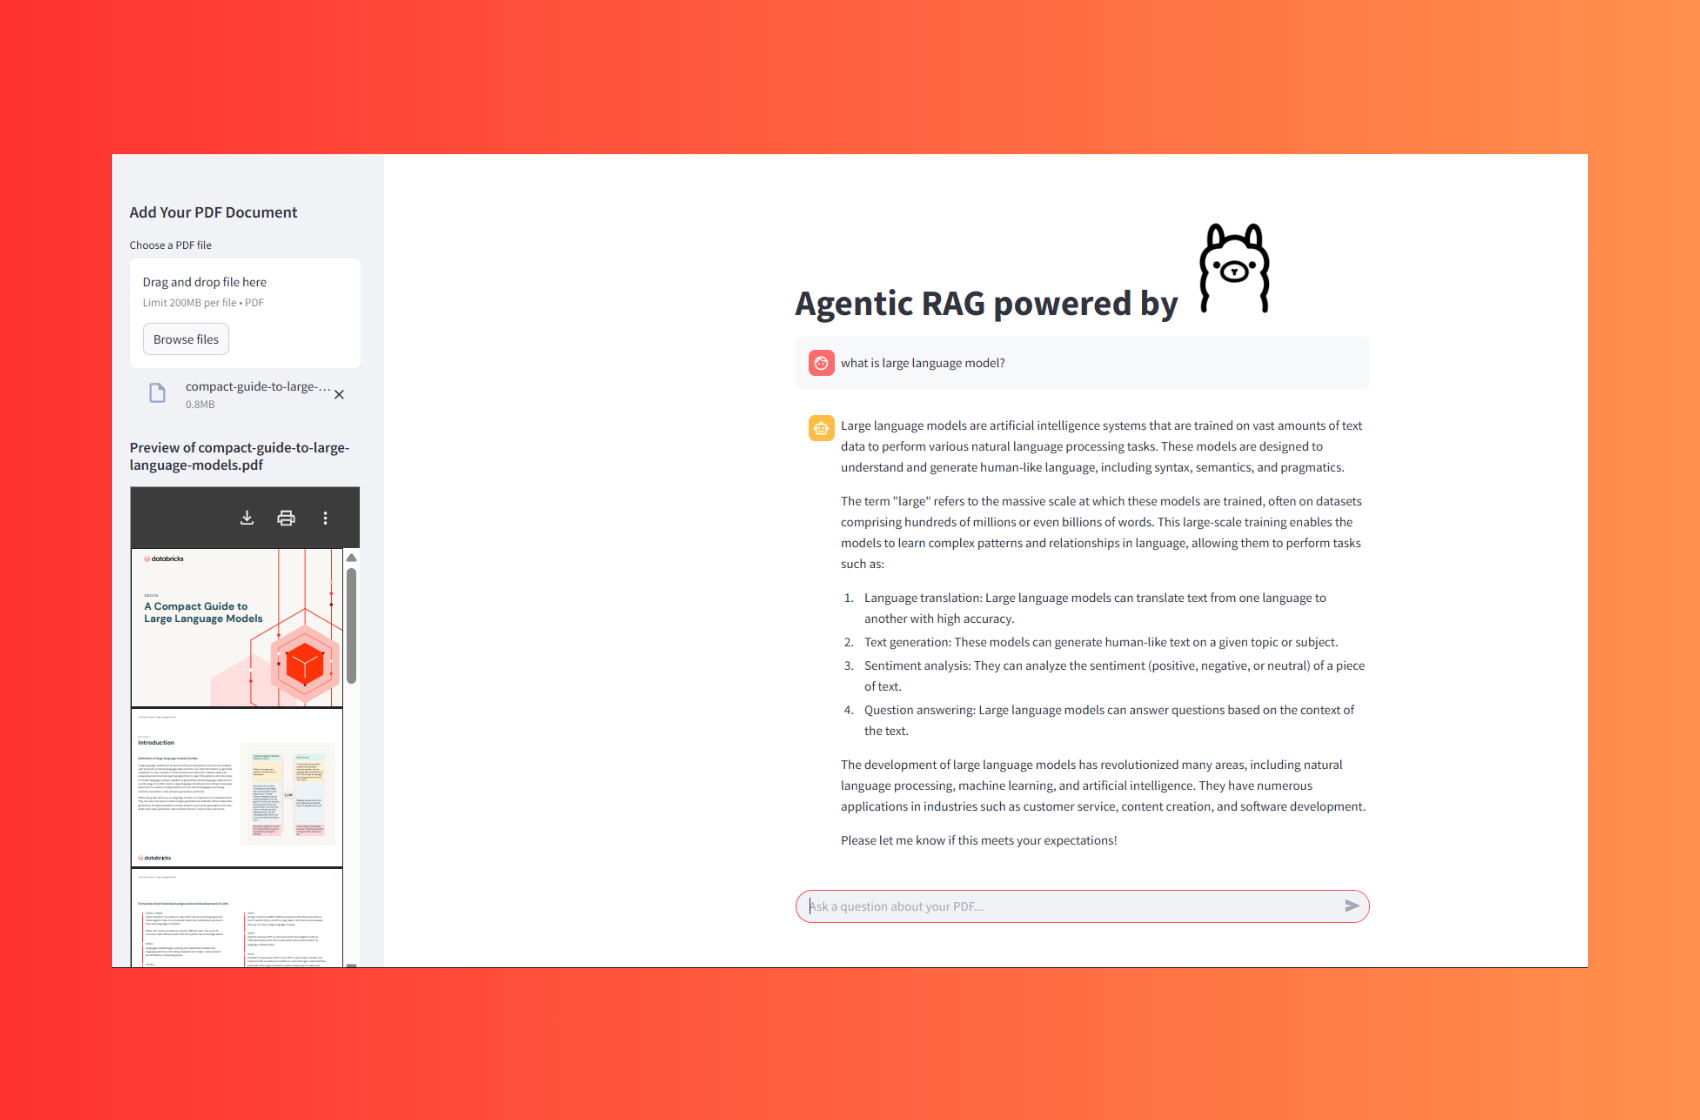 Add Your PDF Document
Choose a PDF file
Drag and drop file here
Limit 200MB per file • PDF
Browse files
compact-guide-to-large-...
0.8MB
Preview of compact-guide-to-large-
language-models.pdf
databricks
EBOOK
A Compact Guide to
Large Language Models
Introduction
LLM
databricks
Agentic RAG powered by
what is large language model?
Large language models are artificial intelligence systems that are trained on vast amounts of text
data to perform various natural language processing tasks. These models are designed to
understand and generate human-like language, including syntax, semantics, and pragmatics.
The term "large" refers to the massive scale at which these models are trained, often on datasets
comprising hundreds of millions or even billions of words. This large-scale training enables the
models to learn complex patterns and relationships in language, allowing them to perform tasks
such as:
1. Language translation: Large language models can translate text from one language to
another with high accuracy.
2. Text generation: These models can generate human-like text on a given topic or subject.
3. Sentiment analysis: They can analyze the sentiment (positive, negative, or neutral) of a piece
of text.
4. Question answering: Large language models can answer questions based on the context of
the text.
The development of large language models has revolutionized many areas, including natural
language processing, machine learning, and artificial intelligence. They have numerous
applications in industries such as customer service, content creation, and software development.
Please let me know if this meets your expectations!
Ask a question about your PDF...